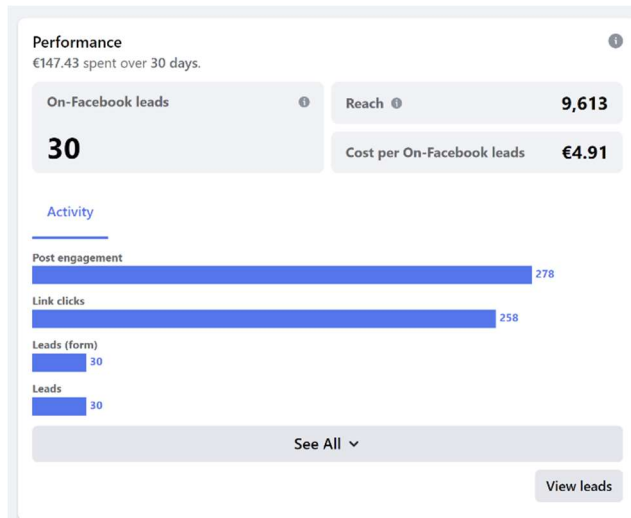 Performance
€147.43 spent over 30 days.
On-Facebook leads
30
Reach
9,613
Cost per On-Facebook leads
€4.91
Activity
Post engagement
278
Link clicks
258
Leads (form)
30
Leads
30
See All
View leads